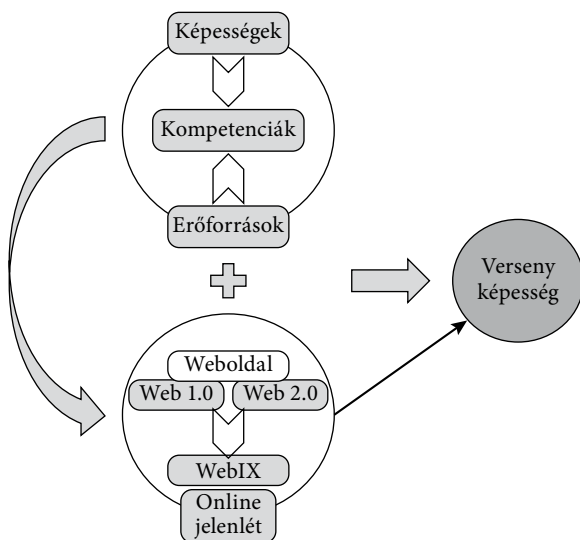 Képességek
Kompetenciák
Erőforrások
Verseny
képesség
Weboldal
Web 1.0
Web 2.0
WebIX
Online
jelenlét